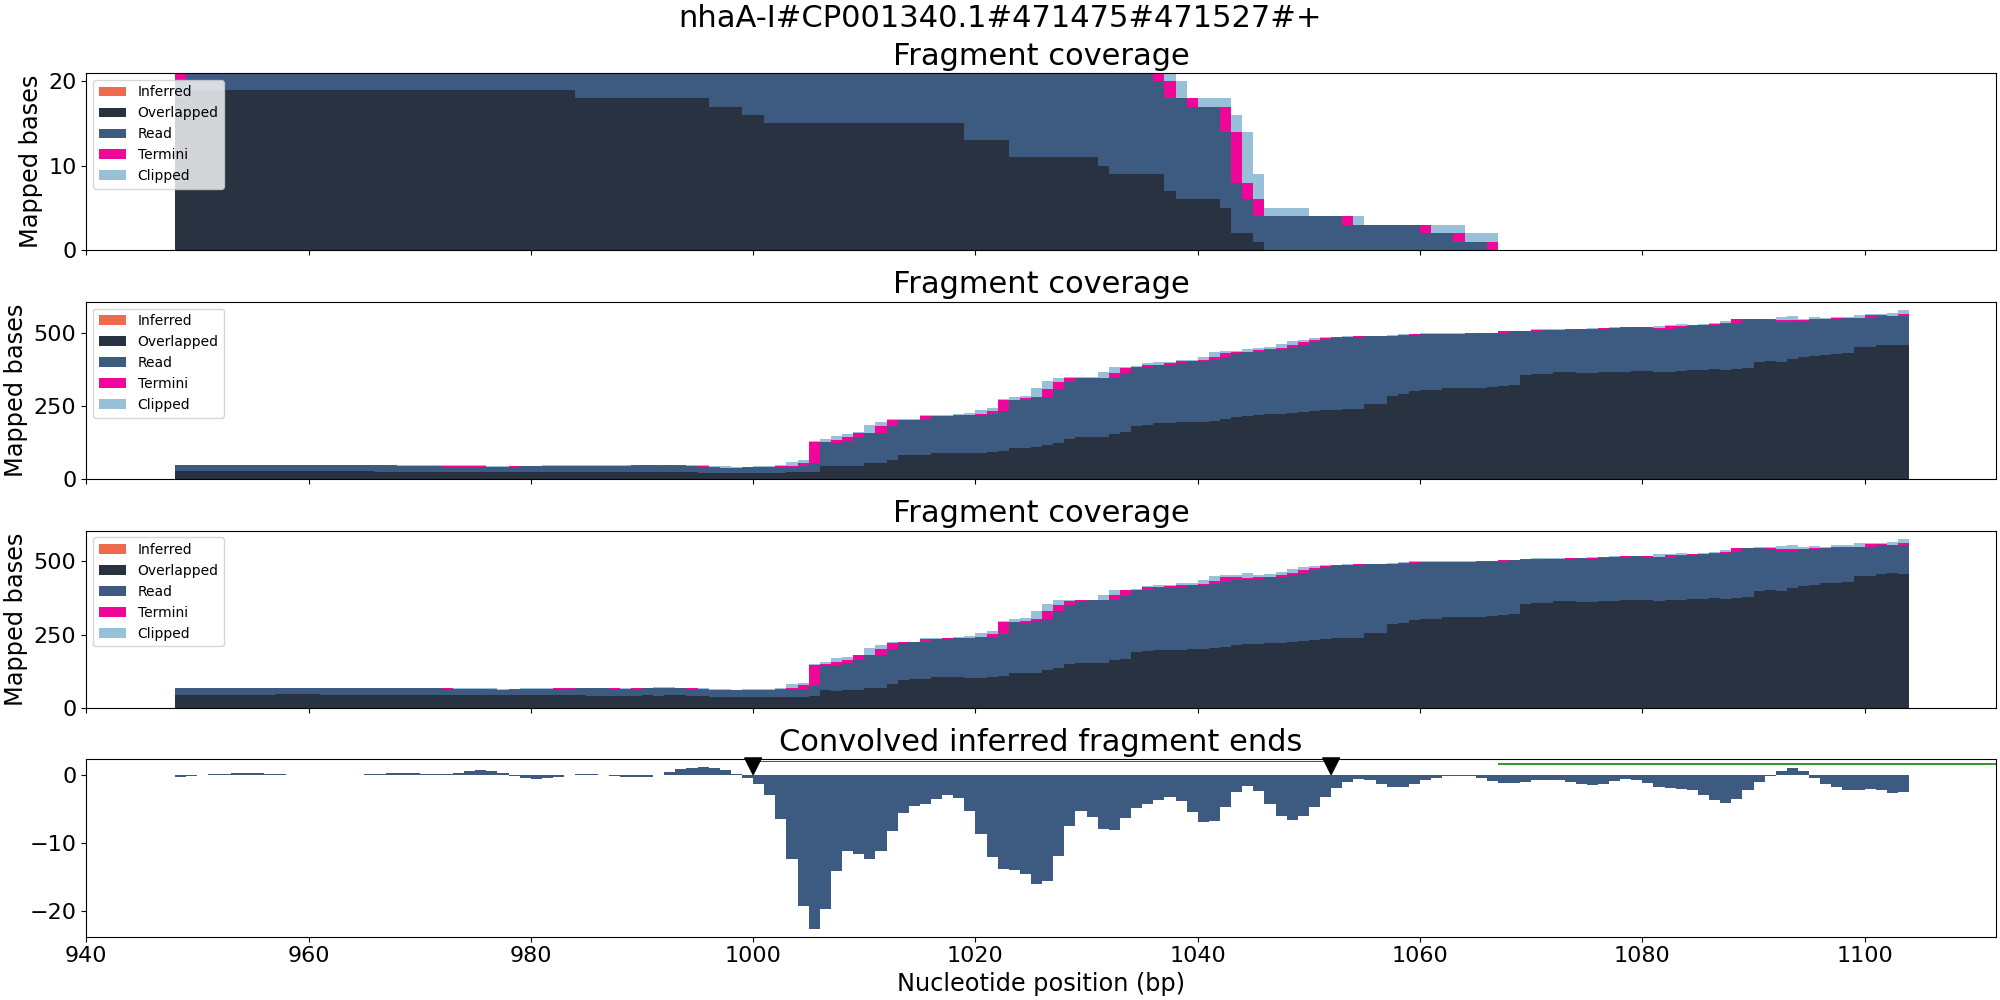 nhaA-I#CP001340.1#471475#471527#+
Fragment coverage
Mapped bases
20
10
0
Inferred
Overlapped
Read
Termini
Clipped
Fragment coverage
Mapped bases
500
250
0
Inferred
Overlapped
Read
Termini
Clipped
Fragment coverage
Mapped bases
500
250
0
Inferred
Overlapped
Read
Termini
Clipped
Convolved inferred fragment ends
0
−10
−20
940 960 980 1000 1020 1040 1060 1080 1100
Nucleotide position (bp)